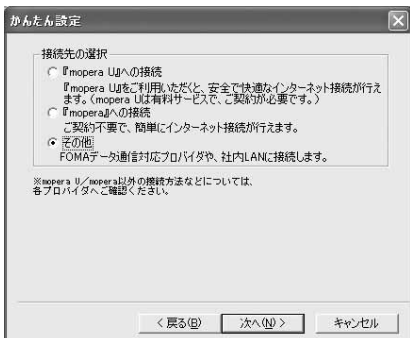 かんたん設定
接続先の選択
『mopera U』への接続
『mopera U』をご利用いただくと、安全で快適なインターネット接続が行え
ます。(mopera Uは有料サービスで、ご契約が必要です。)
『mopera』への接続
ご契約不要で、簡単にインターネット接続が行えます。
その他
FOMAデータ通信対応プロバイダや、社内LANに接続します。
※mopera U/mopera以外の接続方法などについては、
各プロバイダへご確認ください。
< 戻る(B)
次へ(N) >
キャンセル